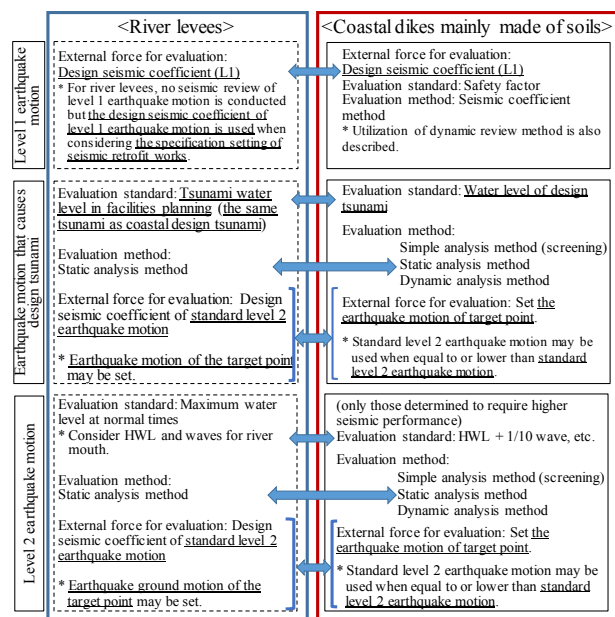 <River levees>
<Coastal dikes mainly made of soils>
Level 1 earthquake
motion
External force for evaluation:
Design seismic coefficient (L1)
* For river levees, no seismic review of
level 1 earthquake motion is conducted
but the design seismic coefficient of
level 1 earthquake motion is used when
considering the specification setting of
seismic retrofit works.
External force for evaluation:
Design seismic coefficient (L1)
Evaluation standard: Safety factor
Evaluation method: Seismic coefficient
method
* Utilization of dynamic review method is also
described.
Earthquake motion that causes
design tsunami
Evaluation standard: Tsunami water
level in facilities planning (the same
tsunami as coastal design tsunami)
Evaluation method:
Static analysis method
External force for evaluation: Design
seismic coefficient of standard level 2
earthquake motion
* Earthquake motion of the target point
may be set.
Evaluation standard: Water level of design
tsunami
Evaluation method:
Simple analysis method (screening)
Static analysis method
Dynamic analysis method
External force for evaluation: Set the
earthquake motion of target point.
* Standard level 2 earthquake motion may be
used when equal to or lower than standard
level 2 earthquake motion.
Level 2 earthquake motion
Evaluation standard: Maximum water
level at normal times
* Consider HWL and waves for river
mouth.
Evaluation method:
Static analysis method
External force for evaluation: Design
seismic coefficient of standard level 2
earthquake motion
* Earthquake ground motion of the
target point may be set.
(only those determined to require higher
seismic performance)
Evaluation standard: HWL + 1/10 wave, etc.
Evaluation method:
Simple analysis method (screening)
Static analysis method
Dynamic analysis method
External force for evaluation: Set the
earthquake motion of target point.
* Standard level 2 earthquake motion may be
used when equal to or lower than standard
level 2 earthquake motion.